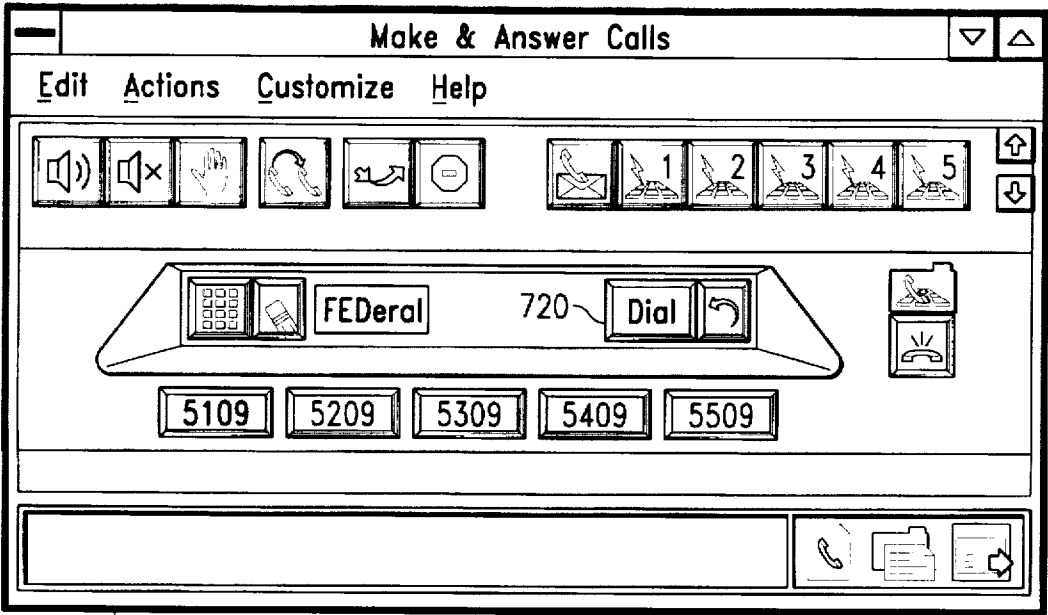 Make & Answer Calls
Edit Actions Customize Help
1 2 3 4 5
FEDeral 720 Dial
5109 5209 5309 5409 5509